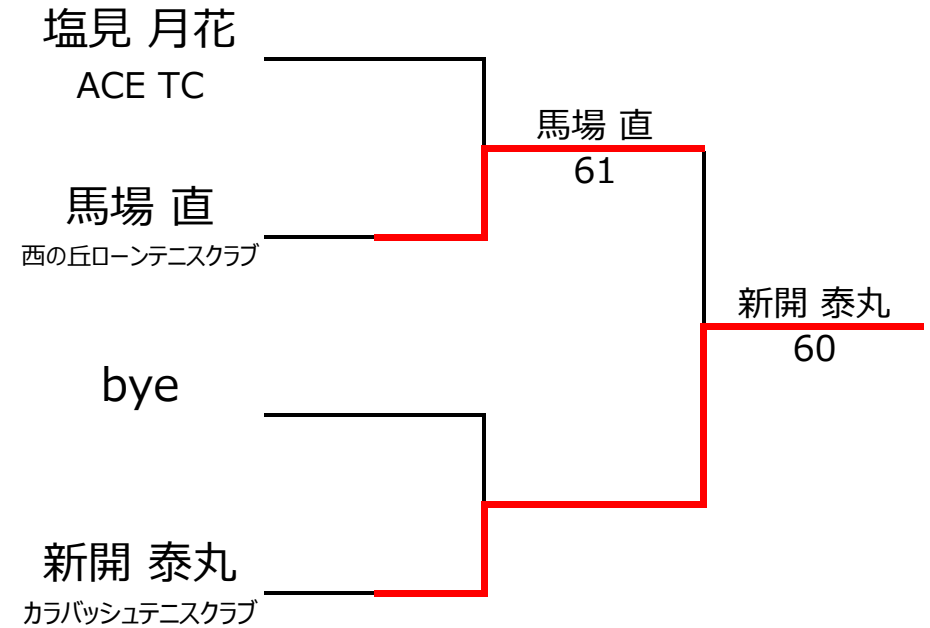 塩見 月花
ACE TC
馬場 直
61
馬場 直
西の丘ローンテニスクラブ
新開 泰丸
60
bye
新開 泰丸
カラバッシュテニスクラブ